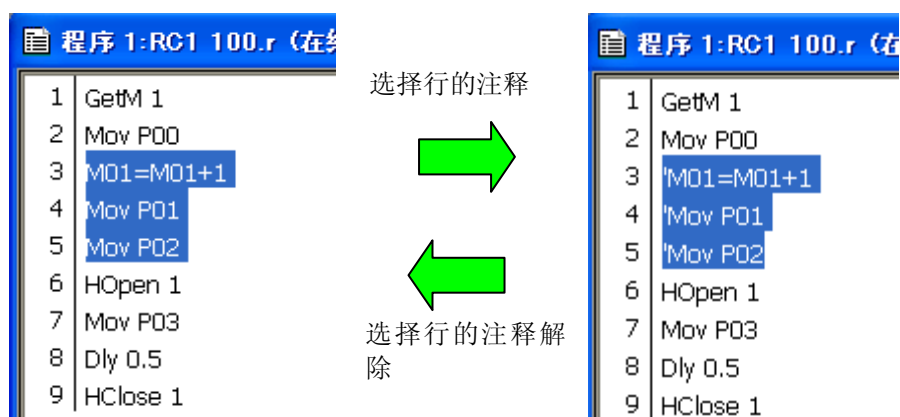 程序 1:RC1 100.r (在
1 GetM 1
2 Mov P00
3 M01=M01+1
4 Mov P01
5 Mov P02
6 HOpen 1
7 Mov P03
8 Dly 0.5
9 HClose 1
选择行的注释
选择行的注释解
除
程序 1:RC1 100.r (在
1 GetM 1
2 Mov P00
3 'M01=M01+1
4 'Mov P01
5 'Mov P02
6 HOpen 1
7 Mov P03
8 Dly 0.5
9 HClose 1